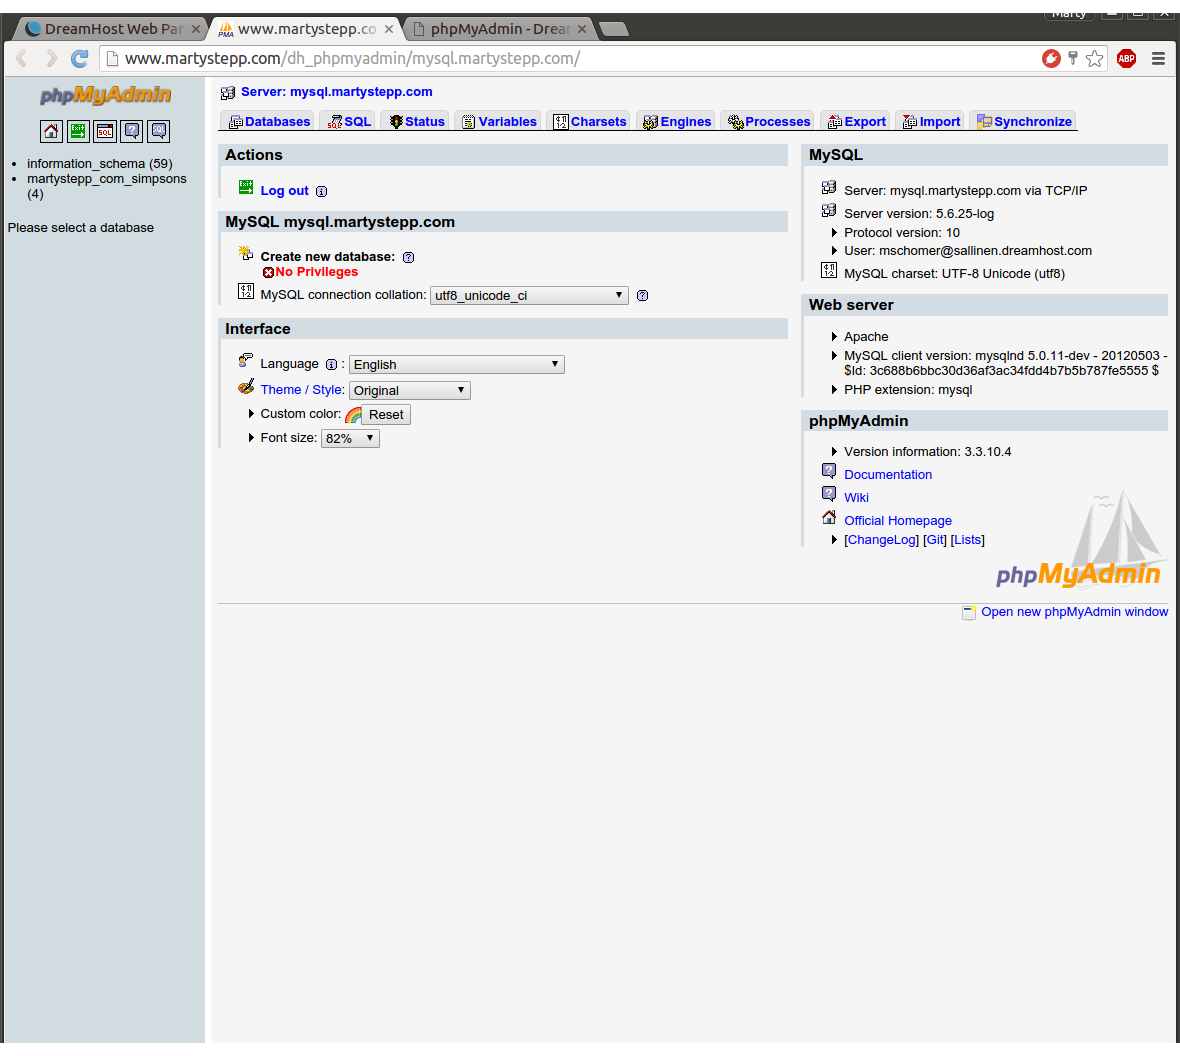 Marty
DreamHost Web Par ×
www.martystepp.co ×
phpMyAdmin - Drear ×
www.martystepp.com/dh_phpmyadmin/mysql.martystepp.com/
ABP
phpMyAdmin
Exit
SQL
?
SQL
information_schema (59)
martystepp_com_simpsons
(4)
Please select a database
Server: mysql.martystepp.com
Databases SQL Status Variables Charsets Engines Processes Export Import Synchronize
Actions
Log out
MySQL mysql.martystepp.com
Create new database:
No Privileges
MySQL connection collation: utf8_unicode_ci
Interface
Language : English
Theme / Style: Original
Custom color: Reset
Font size: 82%
MySQL
Server: mysql.martystepp.com via TCP/IP
Server version: 5.6.25-log
Protocol version: 10
User: mschomer@sallinen.dreamhost.com
MySQL charset: UTF-8 Unicode (utf8)
Web server
Apache
MySQL client version: mysqlnd 5.0.11-dev - 20120503 -
$Id: 3c688b6bbc30d36af3ac34fdd4b7b5b787fe5555 $
PHP extension: mysql
phpMyAdmin
Version information: 3.3.10.4
Documentation
Wiki
Official Homepage
[ChangeLog] [Git] [Lists]
phpMyAdmin
Open new phpMyAdmin window